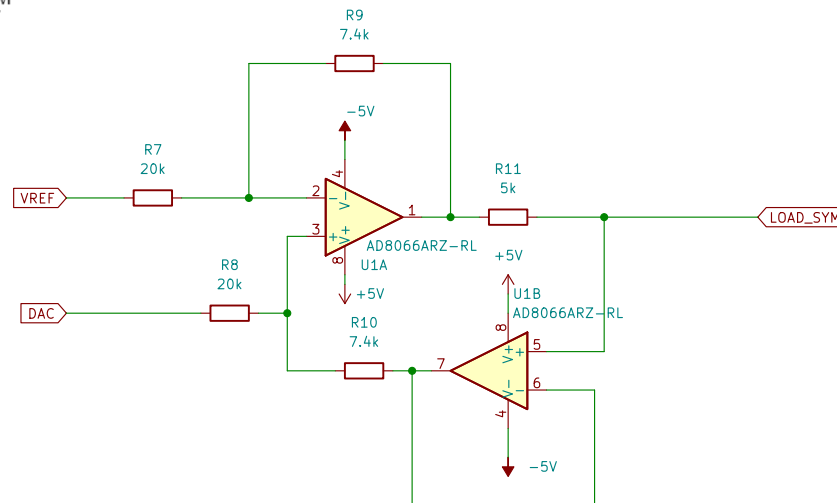 R9
7.4k
-5V
R7
20k
4
R11
5k
VREF
2
-
V-
1
LOAD_SYM
3
+
V+
AD8066ARZ-RL
8
U1A
+5V
R8
20k
+5V
U1B
AD8066ARZ-RL
DAC
R10
7.4k
8
V+
+
5
7
6
V-
-
4
-5V